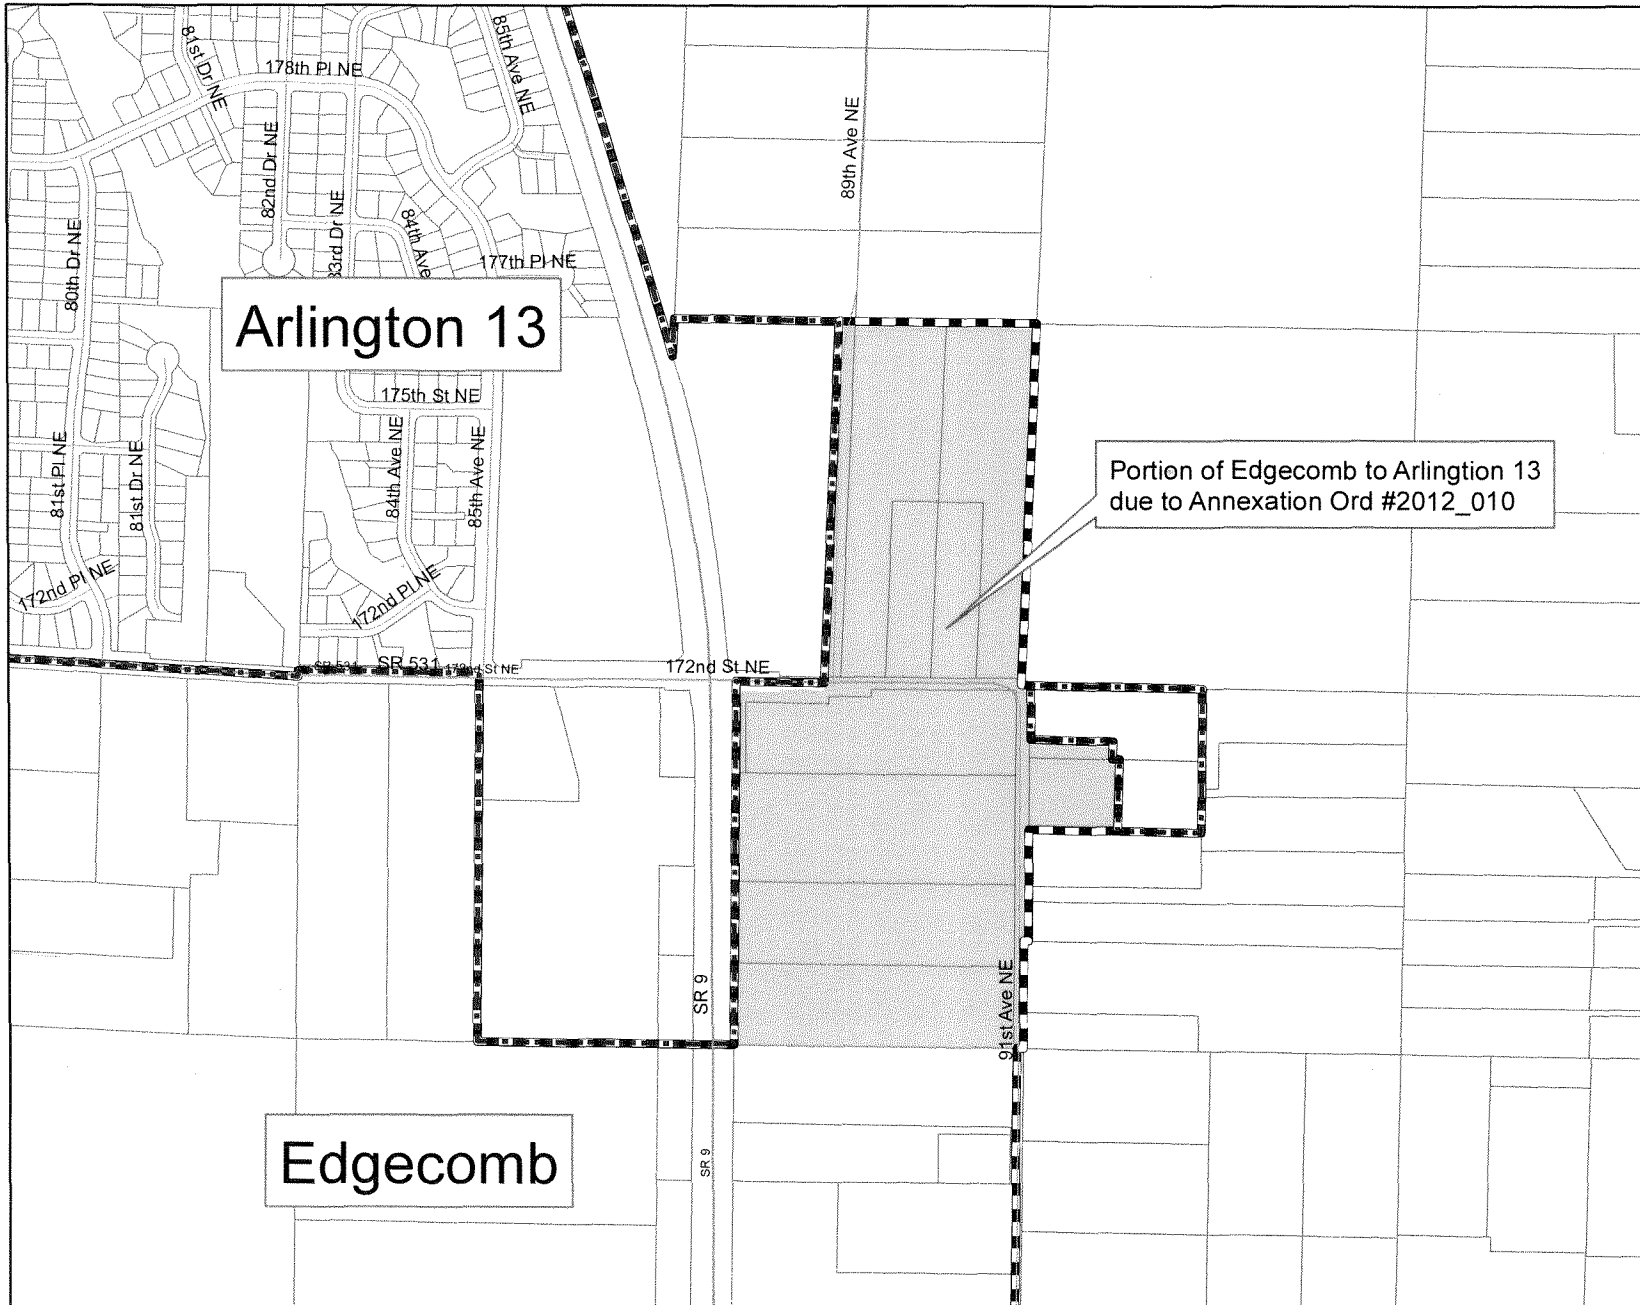 85th Ave NE
81st Dr NE
178th Pl NE
89th Ave NE
82nd Dr NE
83rd Dr NE
84th Ave
80th Dr NE
177th Pl NE
Arlington 13
175th St NE
84th Ave NE
85th Ave NE
81st Pl NE
81st Dr NE
Portion of Edgecomb to Arlingtion 13
due to Annexation Ord #2012_010
172nd Pl NE
172nd Pl NE
SR 531
SR 531
172nd St NE
172nd St NE
SR 9
91st Ave NE
Edgecomb
SR 9